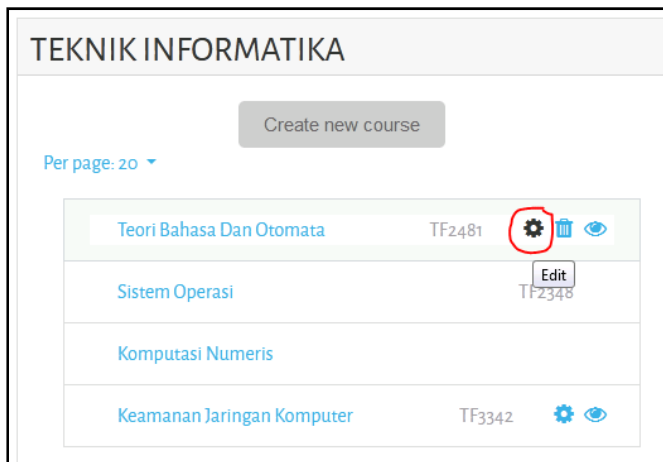 TEKNIK INFORMATIKA
Create new course
Per page: 20
Teori Bahasa Dan Otomata TF2481
Edit
Sistem Operasi TF2348
Komputasi Numeris
Keamanan Jaringan Komputer TF3342